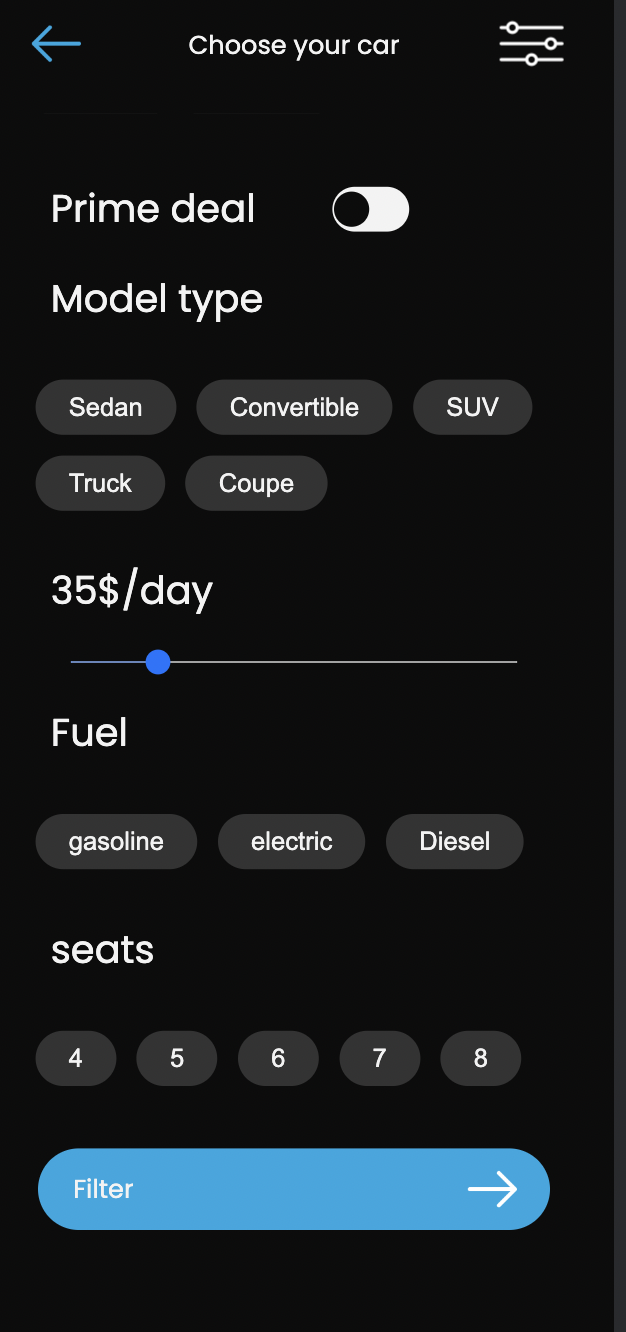 Choose your car
Prime deal
Model type
Sedan Convertible SUV
Truck Coupe
35$/day
Fuel
gasoline electric Diesel
seats
4 5 6 7 8
Filter